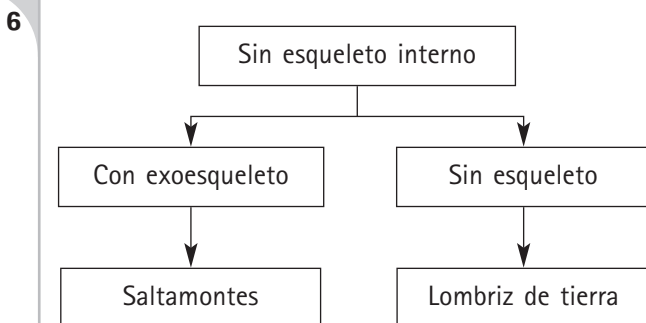 6
Sin esqueleto interno
Con exoesqueleto
Sin esqueleto
Saltamontes
Lombriz de tierra